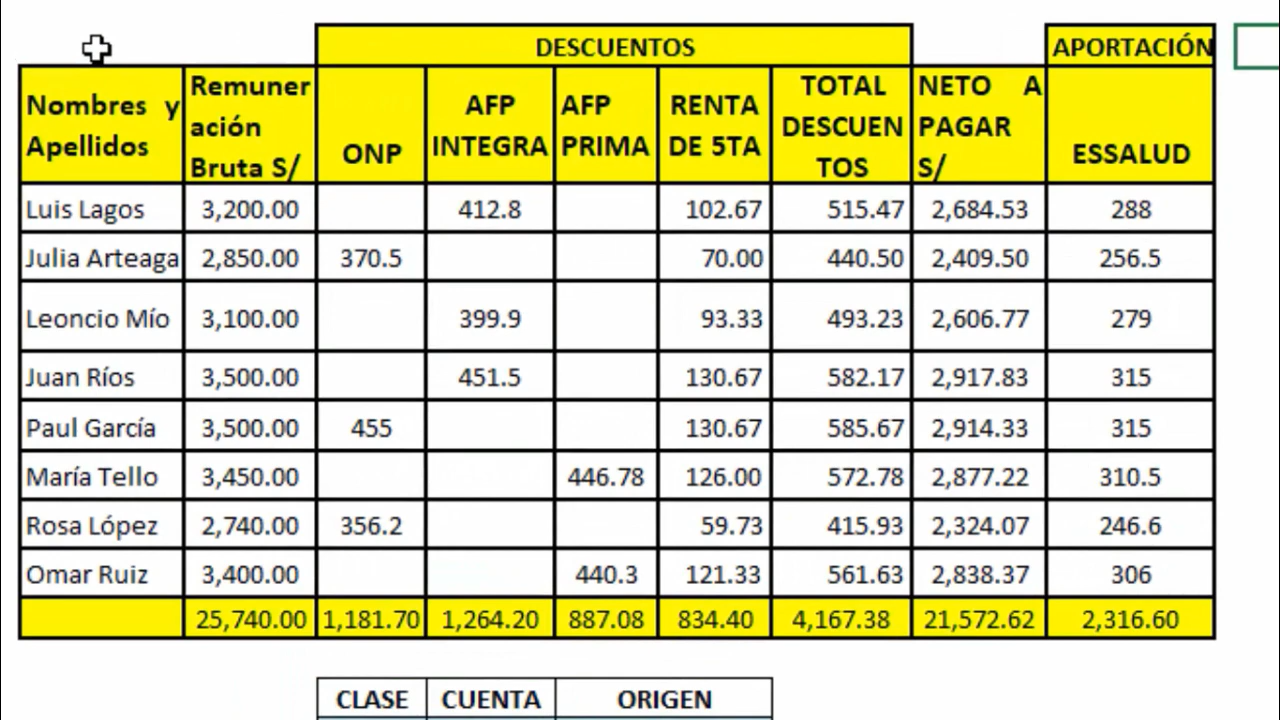 DESCUENTOS APORTACIÓN
Nombres y Apellidos Remuneración Bruta S/ ONP AFP INTEGRA AFP PRIMA RENTA DE 5TA TOTAL DESCUENTOS NETO A PAGAR S/ ESSALUD
Luis Lagos 3,200.00 412.8 102.67 515.47 2,684.53 288
Julia Arteaga 2,850.00 370.5 70.00 440.50 2,409.50 256.5
Leoncio Mío 3,100.00 399.9 93.33 493.23 2,606.77 279
Juan Ríos 3,500.00 451.5 130.67 582.17 2,917.83 315
Paul García 3,500.00 455 130.67 585.67 2,914.33 315
María Tello 3,450.00 446.78 126.00 572.78 2,877.22 310.5
Rosa López 2,740.00 356.2 59.73 415.93 2,324.07 246.6
Omar Ruiz 3,400.00 440.3 121.33 561.63 2,838.37 306
25,740.00 1,181.70 1,264.20 887.08 834.40 4,167.38 21,572.62 2,316.60
CLASE CUENTA ORIGEN